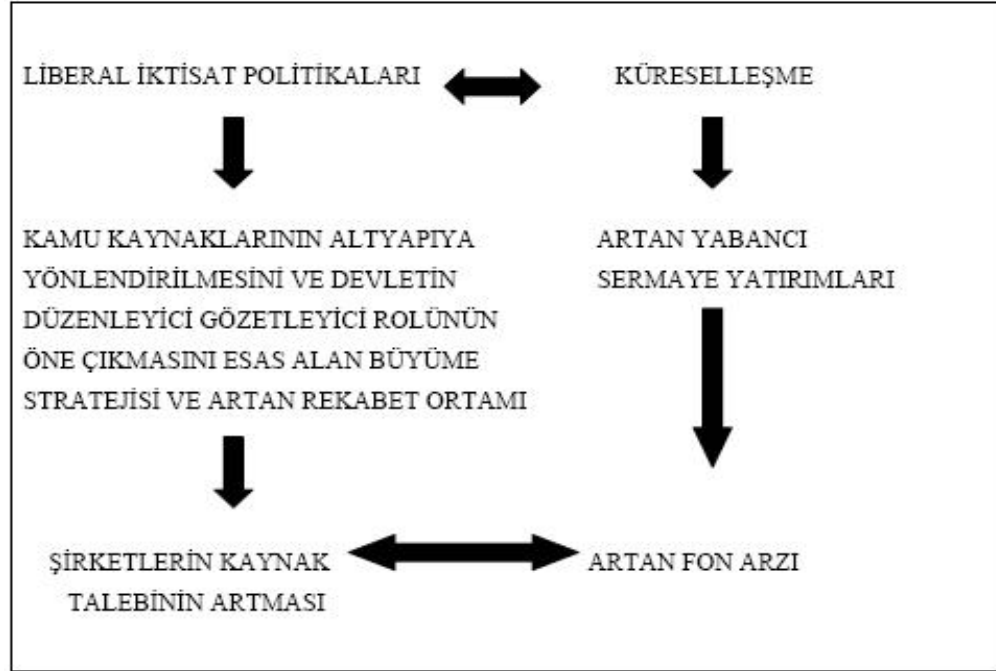 LİBERAL İKTİSAT POLİTİKALARI
KÜRESELLEŞME
KAMU KAYNAKLARININ ALTYAPIYA
YÖNLENDİRİLMESİNİ VE DEVLETİN
DÜZENLEYİCİ GÖZETLEYİCİ ROLÜNÜN
ÖNE ÇIKMASINI ESAS ALAN BÜYÜME
STRATEJİSİ VE ARTAN REKABET ORTAMI
ARTAN YABANCI
SERMAYE YATIRIMLARI
ŞİRKETLERİN KAYNAK
TALEBİNİN ARTMASI
ARTAN FON ARZI